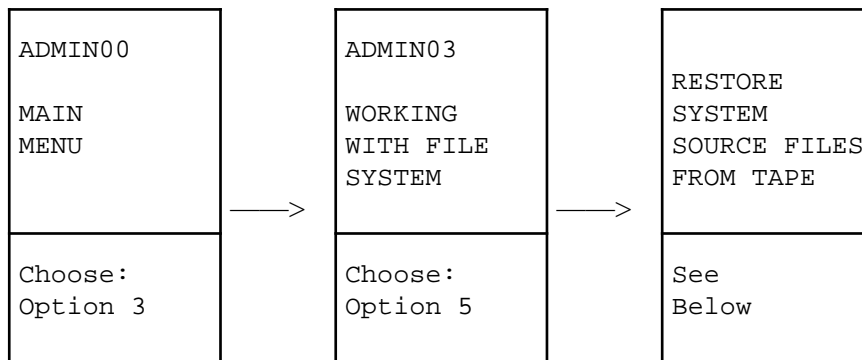 ADMIN00
MAIN
MENU
Choose:
Option 3
ADMIN03
WORKING
WITH FILE
SYSTEM
Choose:
Option 5
RESTORE
SYSTEM
SOURCE FILES
FROM TAPE
See
Below